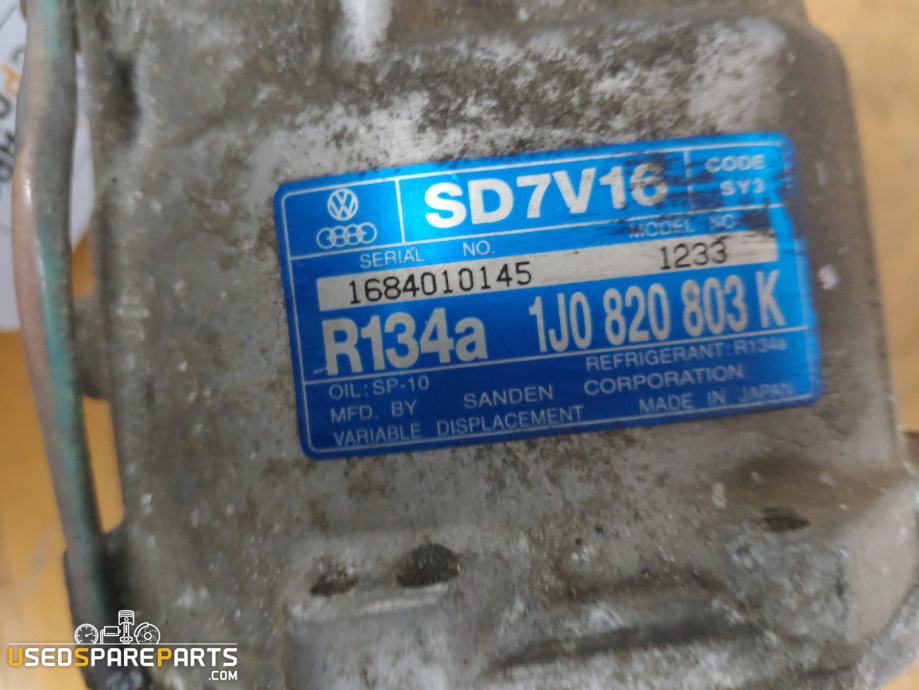 SD7V16
CODE
SY3
SERIAL NO.
MODEL NO
1684010145 1233
R134a 1J0 820 803 K
OIL: SP-10 REFRIGERANT: R134a
MFD. BY SANDEN CORPORATION
VARIABLE DISPLACEMENT MADE IN JAPAN
USEDSPAREPARTS
.COM